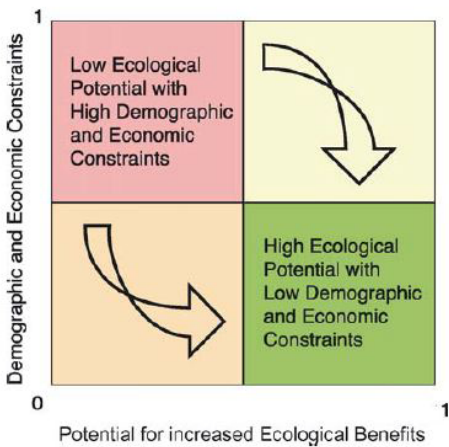 1
Demographic and Economic Constraints
Low Ecological
Potential with
High Demographic
and Economic
Constraints
High Ecological
Potential with
Low Demographic
and Economic
Constraints
0
1
Potential for increased Ecological Benefits